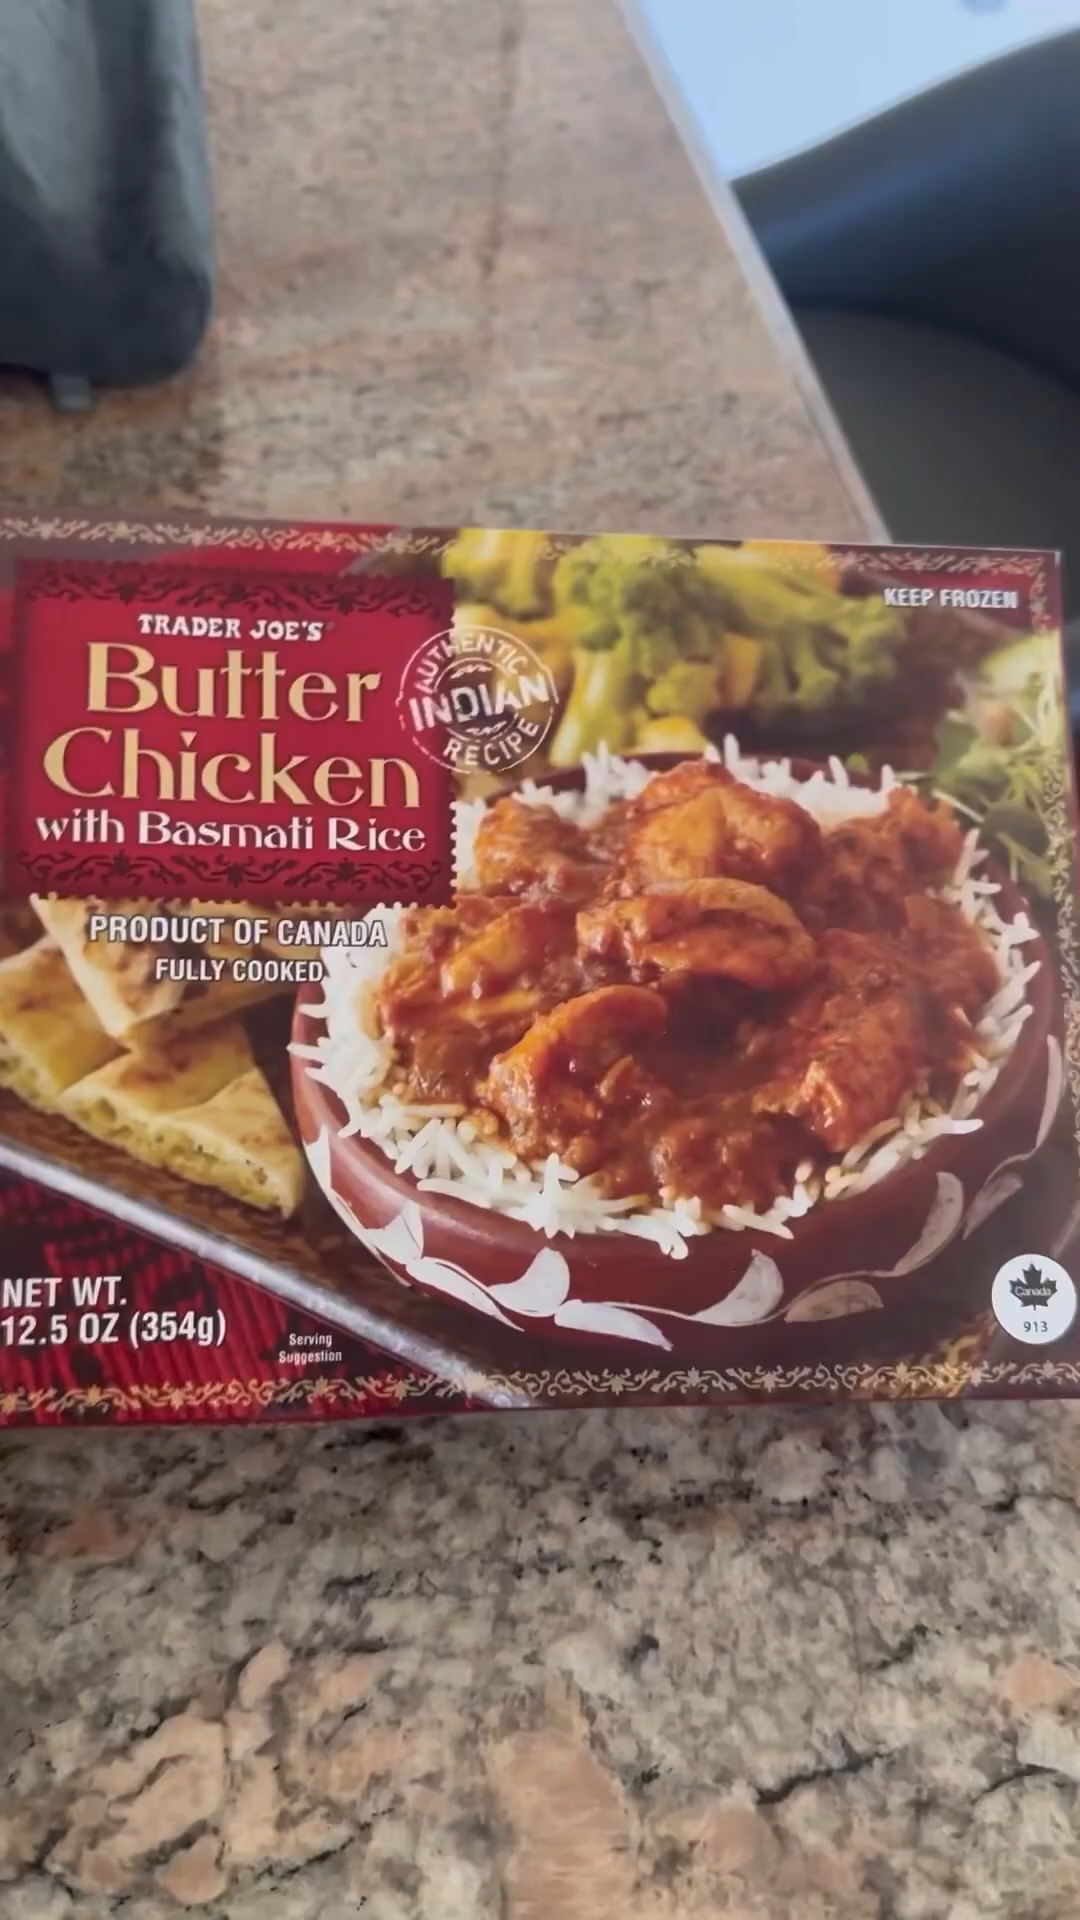 KEEP FROZEN
TRADER JOE'S
Butter
Chicken
with Basmati Rice
AUTHENTIC
INDIAN
RECIPE
PRODUCT OF CANADA
FULLY COOKED
NET WT.
12.5 OZ (354g)
Serving
Suggestion
Canada
913